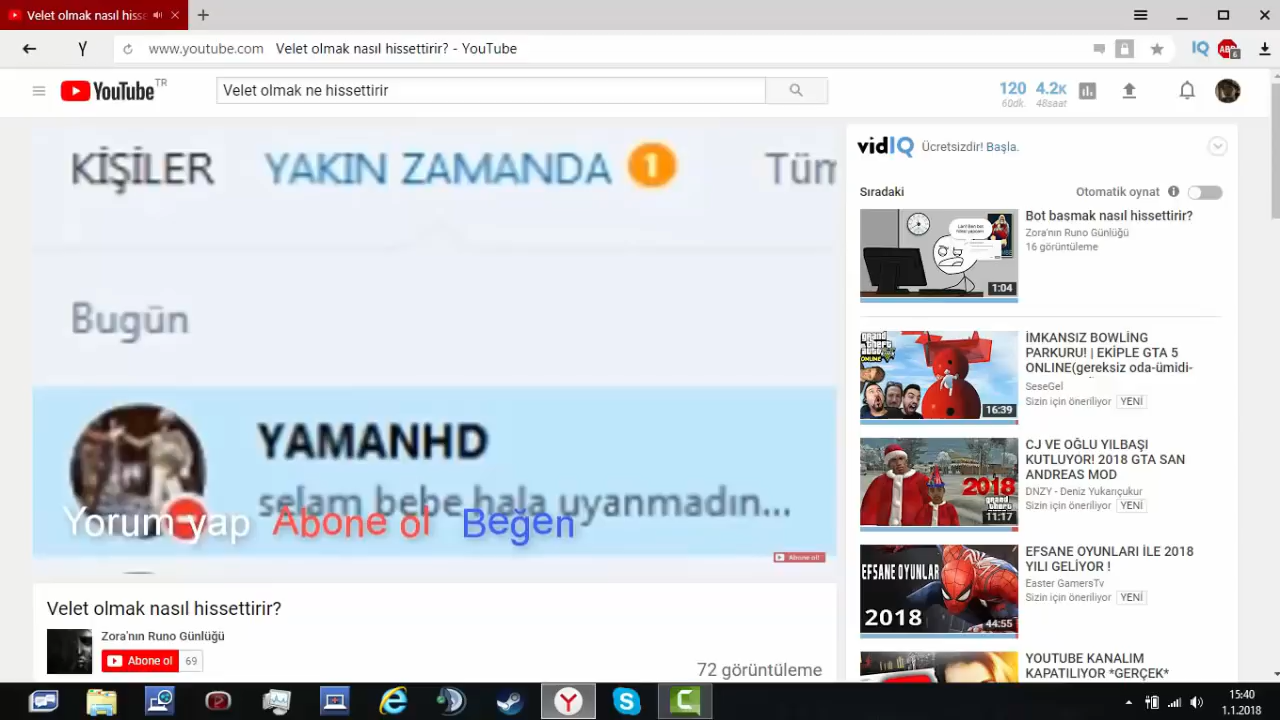 Velet olmak nasıl hisse
www.youtube.com Velet olmak nasıl hissettirir? - YouTube
IQ ABP 6
YouTube TR
Velet olmak ne hissettirir
120 4.2K
60dk. 48saat
KİŞİLER YAKIN ZAMANDA 1 Tüm
Bugün
YAMANHD
bebe hala uyanmadın...
Yorum yap Abone ol Beğen
Abone ol!
Velet olmak nasıl hissettirir?
Zora'nın Runo Günlüğü
Abone ol 69
72 görüntüleme
vidIQ Ücretsizdir! Başla.
Sıradaki Otomatik oynat
Bot basmak nasıl hissettirir?
Zora'nın Runo Günlüğü
16 görüntüleme
1:04
İMKANSIZ BOWLİNG
PARKURU! | EKİPLE GTA 5
ONLINE(gereksiz oda-ümidi-
SeseGel
Sizin için öneriliyor YENİ
16:39
CJ VE OĞLU YILBAŞI
KUTLUYOR! 2018 GTA SAN
ANDREAS MOD
DNZY - Deniz Yukarıçukur
Sizin için öneriliyor YENİ
2018
11:17
EFSANE OYUNLARI İLE 2018
YILI GELİYOR !
Easter GamersTv
Sizin için öneriliyor YENİ
EFSANE OYUNLAR
2018
44:55
YOUTUBE KANALIM
KAPATILIYOR *GERÇEK*
15:40
1.1.2018